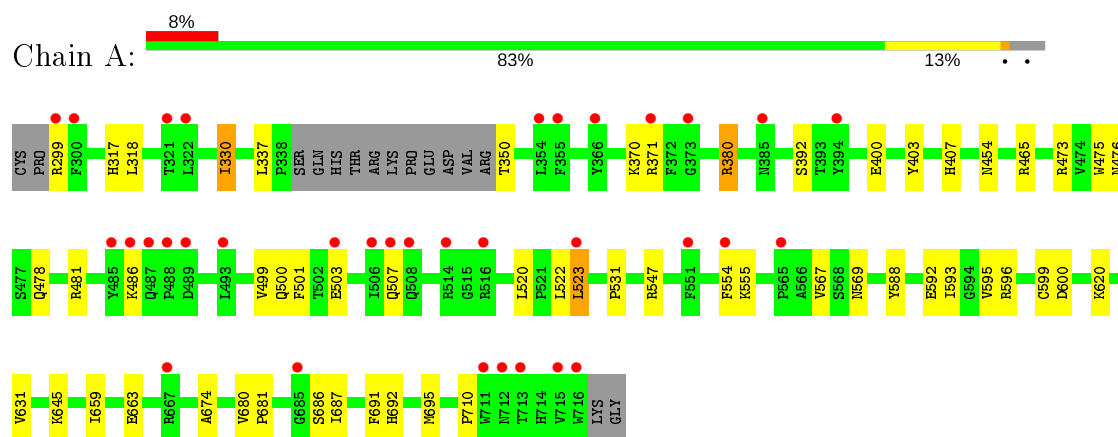 8%
Chain A:
83% 13% • •
CYS PRO R299 F300 H317 L318 T321 L322 I330 L337 P338 SER GLN HIS THR ARG LYS PRO GLU ASP VAL ARG T350 L354 F355 Y366 K370 R371 F372 G373 R380 N385 S392 T393 Y394 E400 Y403 H407 N454 R465 R473 V474 W475 N476
S477 Q478 R481 Y485 K486 Q487 P488 D489 L493 V499 Q500 F501 T502 E503 I506 Q507 Q508 R514 G515 R516 L520 P521 L522 L523 P531 R547 F551 F554 K555 P565 A566 V567 S568 N569 Y588 E592 I593 G594 V595 R596 C599 D600 K620
V631 K645 I659 E663 R667 A674 V680 P681 G685 S686 I687 F691 H692 M695 P710 W711 N712 T713 H714 V715 W716 LYS GLY